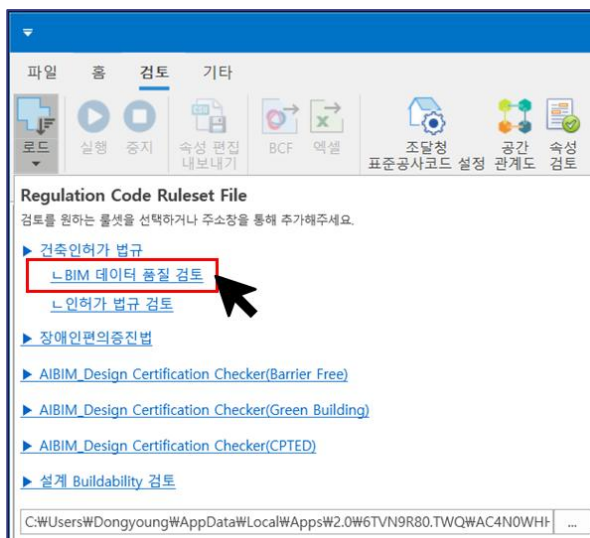 파일 홈 검토 기타
로드 실행 중지 속성 편집 내보내기 BCF 엑셀 조달청 표준공사코드 설정 공간 관계도 속성 검토
Regulation Code Ruleset File
검토를 원하는 룰셋을 선택하거나 주소창을 통해 추가해주세요.
▶ 건축인허가 법규
ㄴBIM 데이터 품질 검토
ㄴ인허가 법규 검토
▶ 장애인편의증진법
▶ AIBIM_Design Certification Checker(Barrier Free)
▶ AIBIM_Design Certification Checker(Green Building)
▶ AIBIM_Design Certification Checker(CPTED)
▶ 설계 Buildability 검토
C:₩Users₩Dongyoung₩AppData₩Local₩Apps₩2.0₩6TVN9R80.TWQ₩AC4N0WHH ...